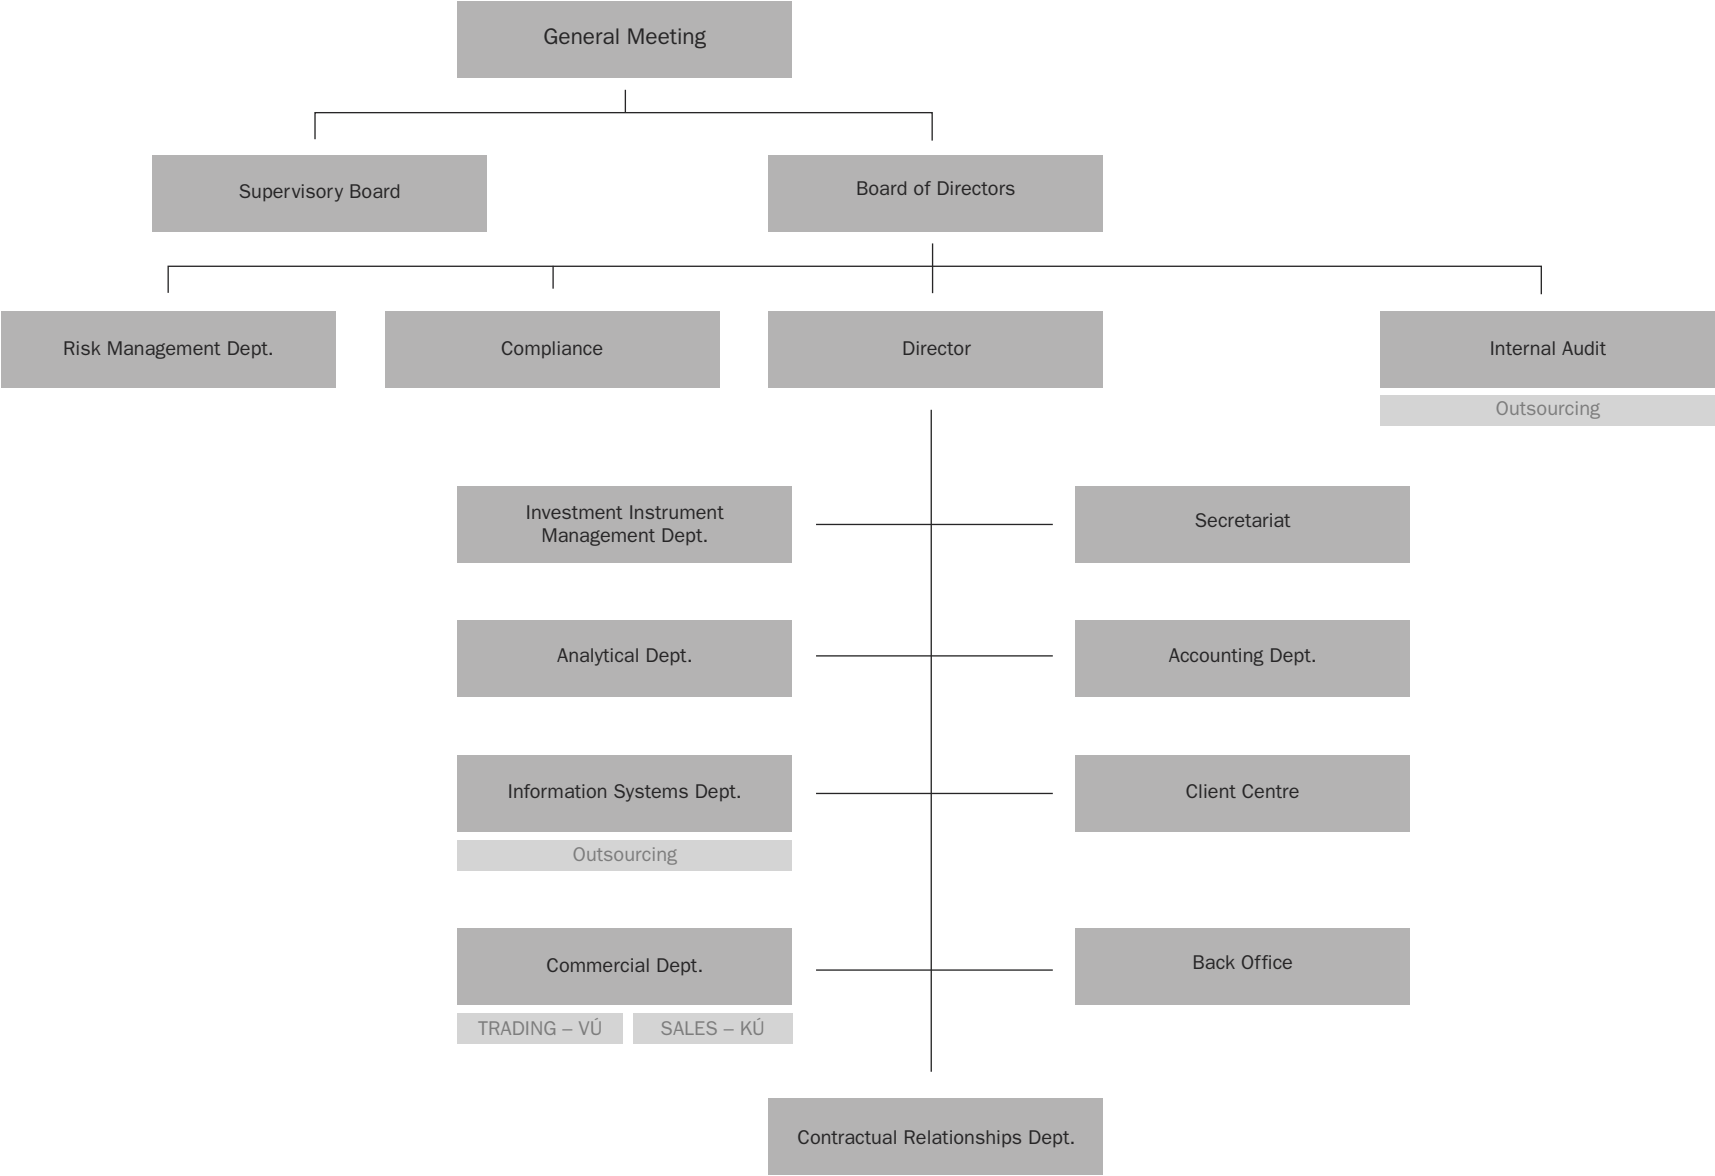 General Meeting
Supervisory Board
Board of Directors
Risk Management Dept.
Compliance
Director
Internal Audit
Outsourcing
Investment Instrument
Management Dept.
Secretariat
Analytical Dept.
Accounting Dept.
Information Systems Dept.
Client Centre
Outsourcing
Commercial Dept.
Back Office
TRADING – VÚ
SALES – KÚ
Contractual Relationships Dept.